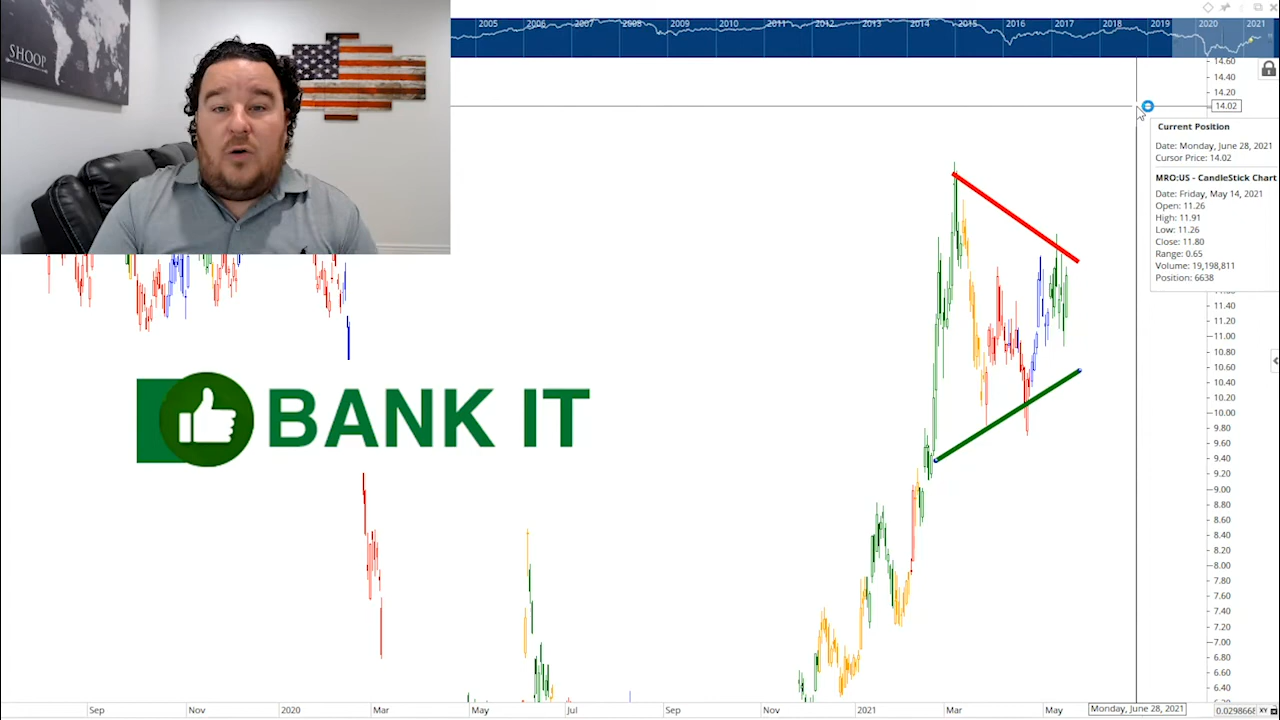 SHOOP
2005 2006 2007 2008 2009 2010 2011 2012 2013 2014 2015 2016 2017 2018 2019 2020 2021
14.60
14.40
14.20
14.02
Current Position
Date: Monday, June 28, 2021
Cursor Price: 14.02
MRO:US - CandleStick Chart
Date: Friday, May 14, 2021
Open: 11.26
High: 11.91
Low: 11.26
Close: 11.80
Range: 0.65
Volume: 19,198,811
Position: 6638
11.40
11.20
11.00
10.80
10.60
10.40
10.20
10.00
9.80
9.60
9.40
9.20
9.00
8.80
8.60
8.40
8.20
8.00
7.80
7.60
7.40
7.20
7.00
6.80
6.60
6.40
BANK IT
Sep Nov 2020 Mar May Jul Sep Nov 2021 Mar May Monday, June 28, 2021 0.0298668 XY